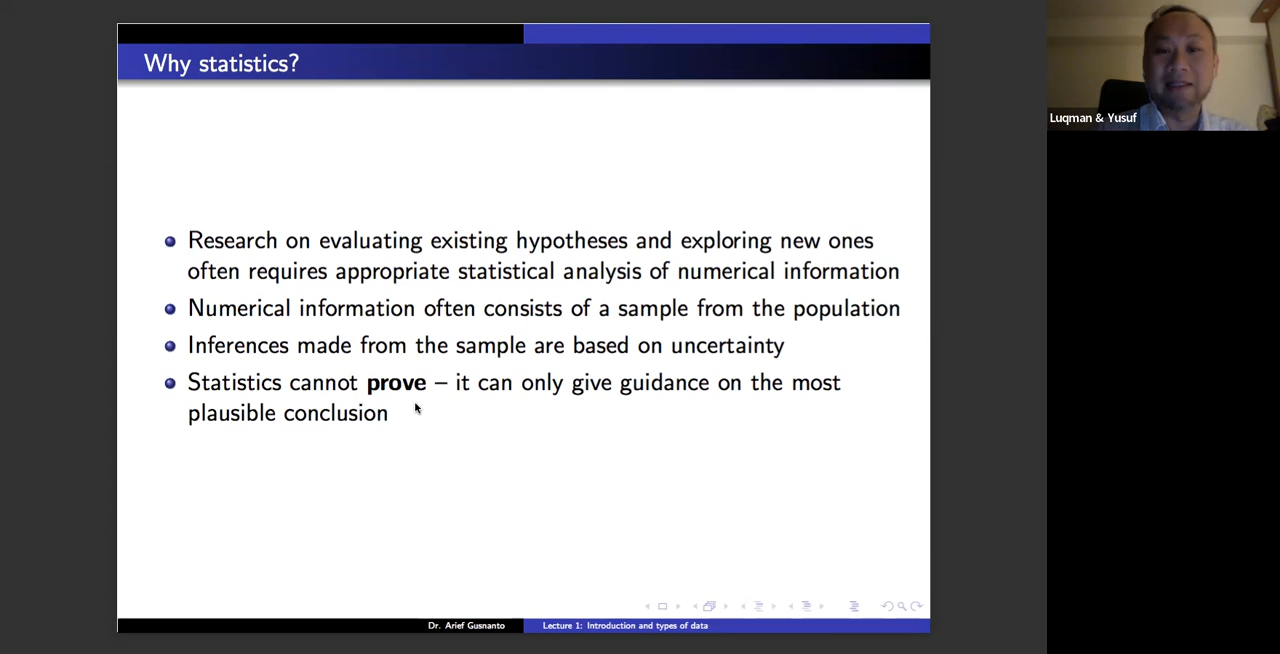 Why statistics?
Luqman & Yusuf
Research on evaluating existing hypotheses and exploring new ones
often requires appropriate statistical analysis of numerical information
Numerical information often consists of a sample from the population
Inferences made from the sample are based on uncertainty
Statistics cannot prove – it can only give guidance on the most
plausible conclusion
Dr. Arief Gusnanto
Lecture 1: Introduction and types of data